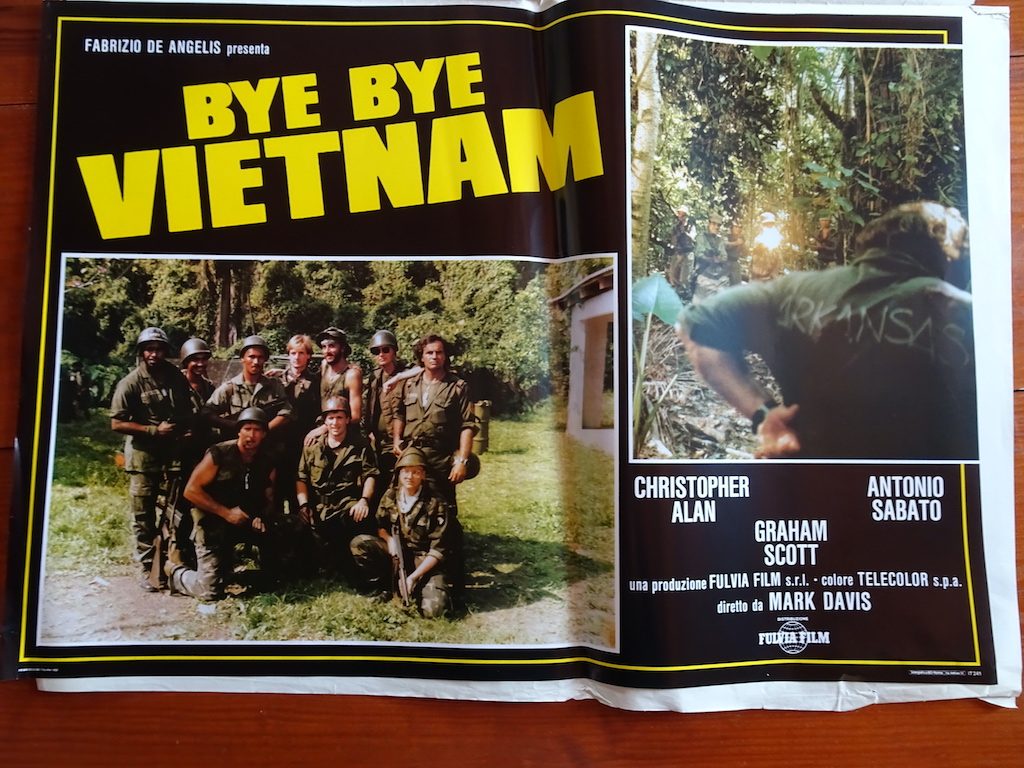 FABRIZIO DE ANGELIS presenta
BYE BYE
VIETNAM
ARKANSAS
CHRISTOPHER
ALAN
ANTONIO
SABATO
GRAHAM
SCOTT
una produzione FULVIA FILM s.r.l. · colore TELECOLOR s.p.a.
diretto da MARK DAVIS
DISTRIBUZIONE
FULVIA FILM